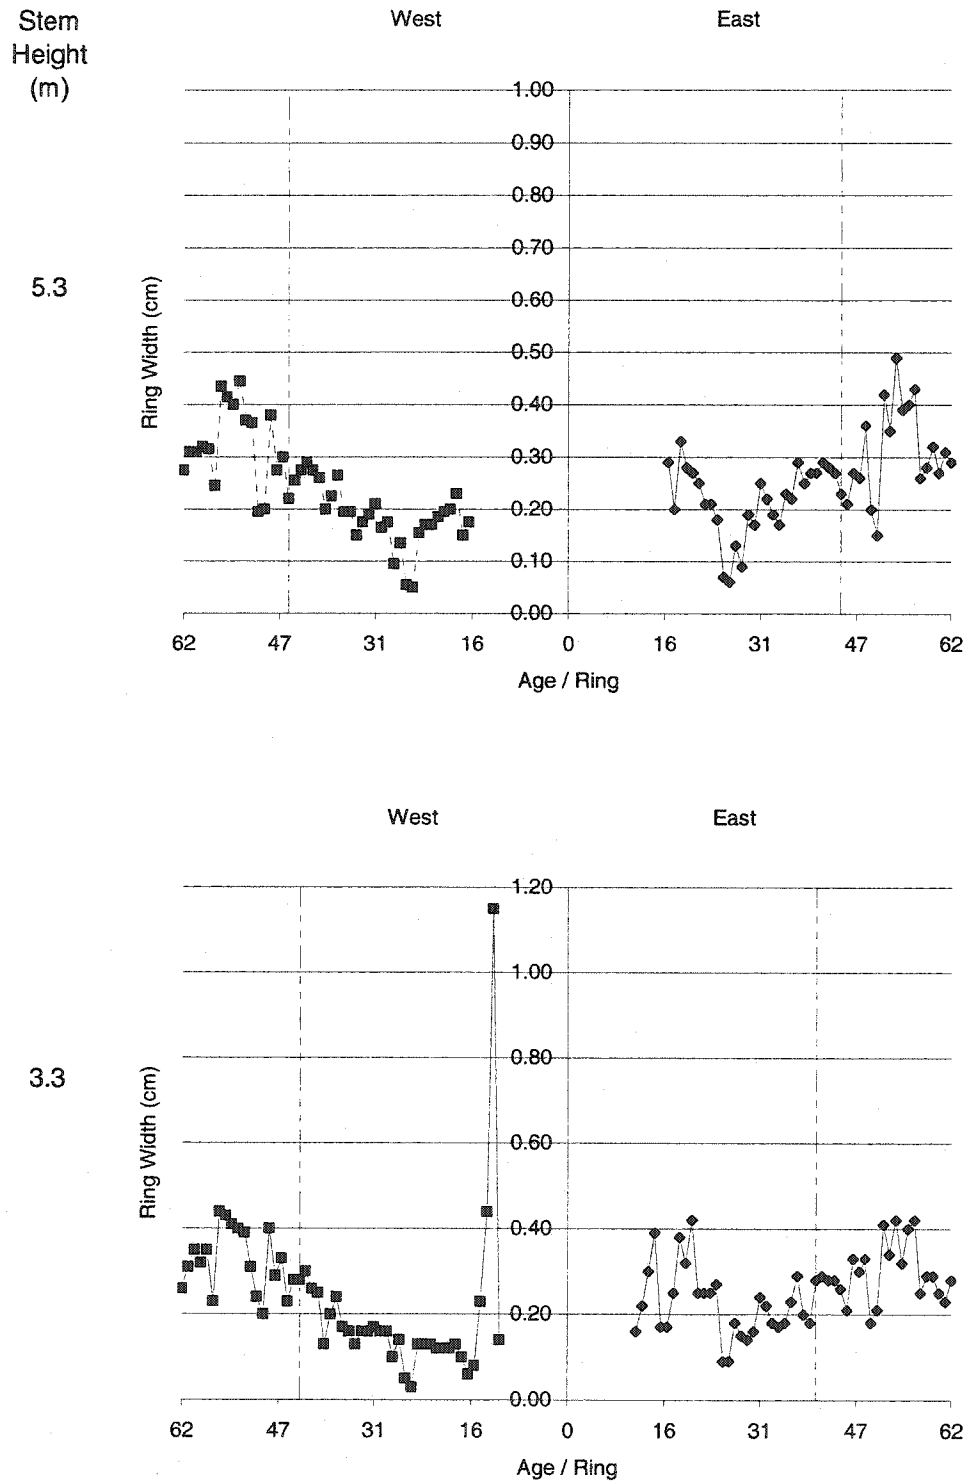 Stem
Height
(m)
West East
1.00
0.90
0.80
0.70
0.60
0.50
0.40
0.30
0.20
0.10
0.00
5.3
Ring Width (cm)
62 47 31 16 0 16 31 47 62
Age / Ring
West East
1.20
1.00
0.80
0.60
0.40
0.20
0.00
3.3
Ring Width (cm)
62 47 31 16 0 16 31 47 62
Age / Ring